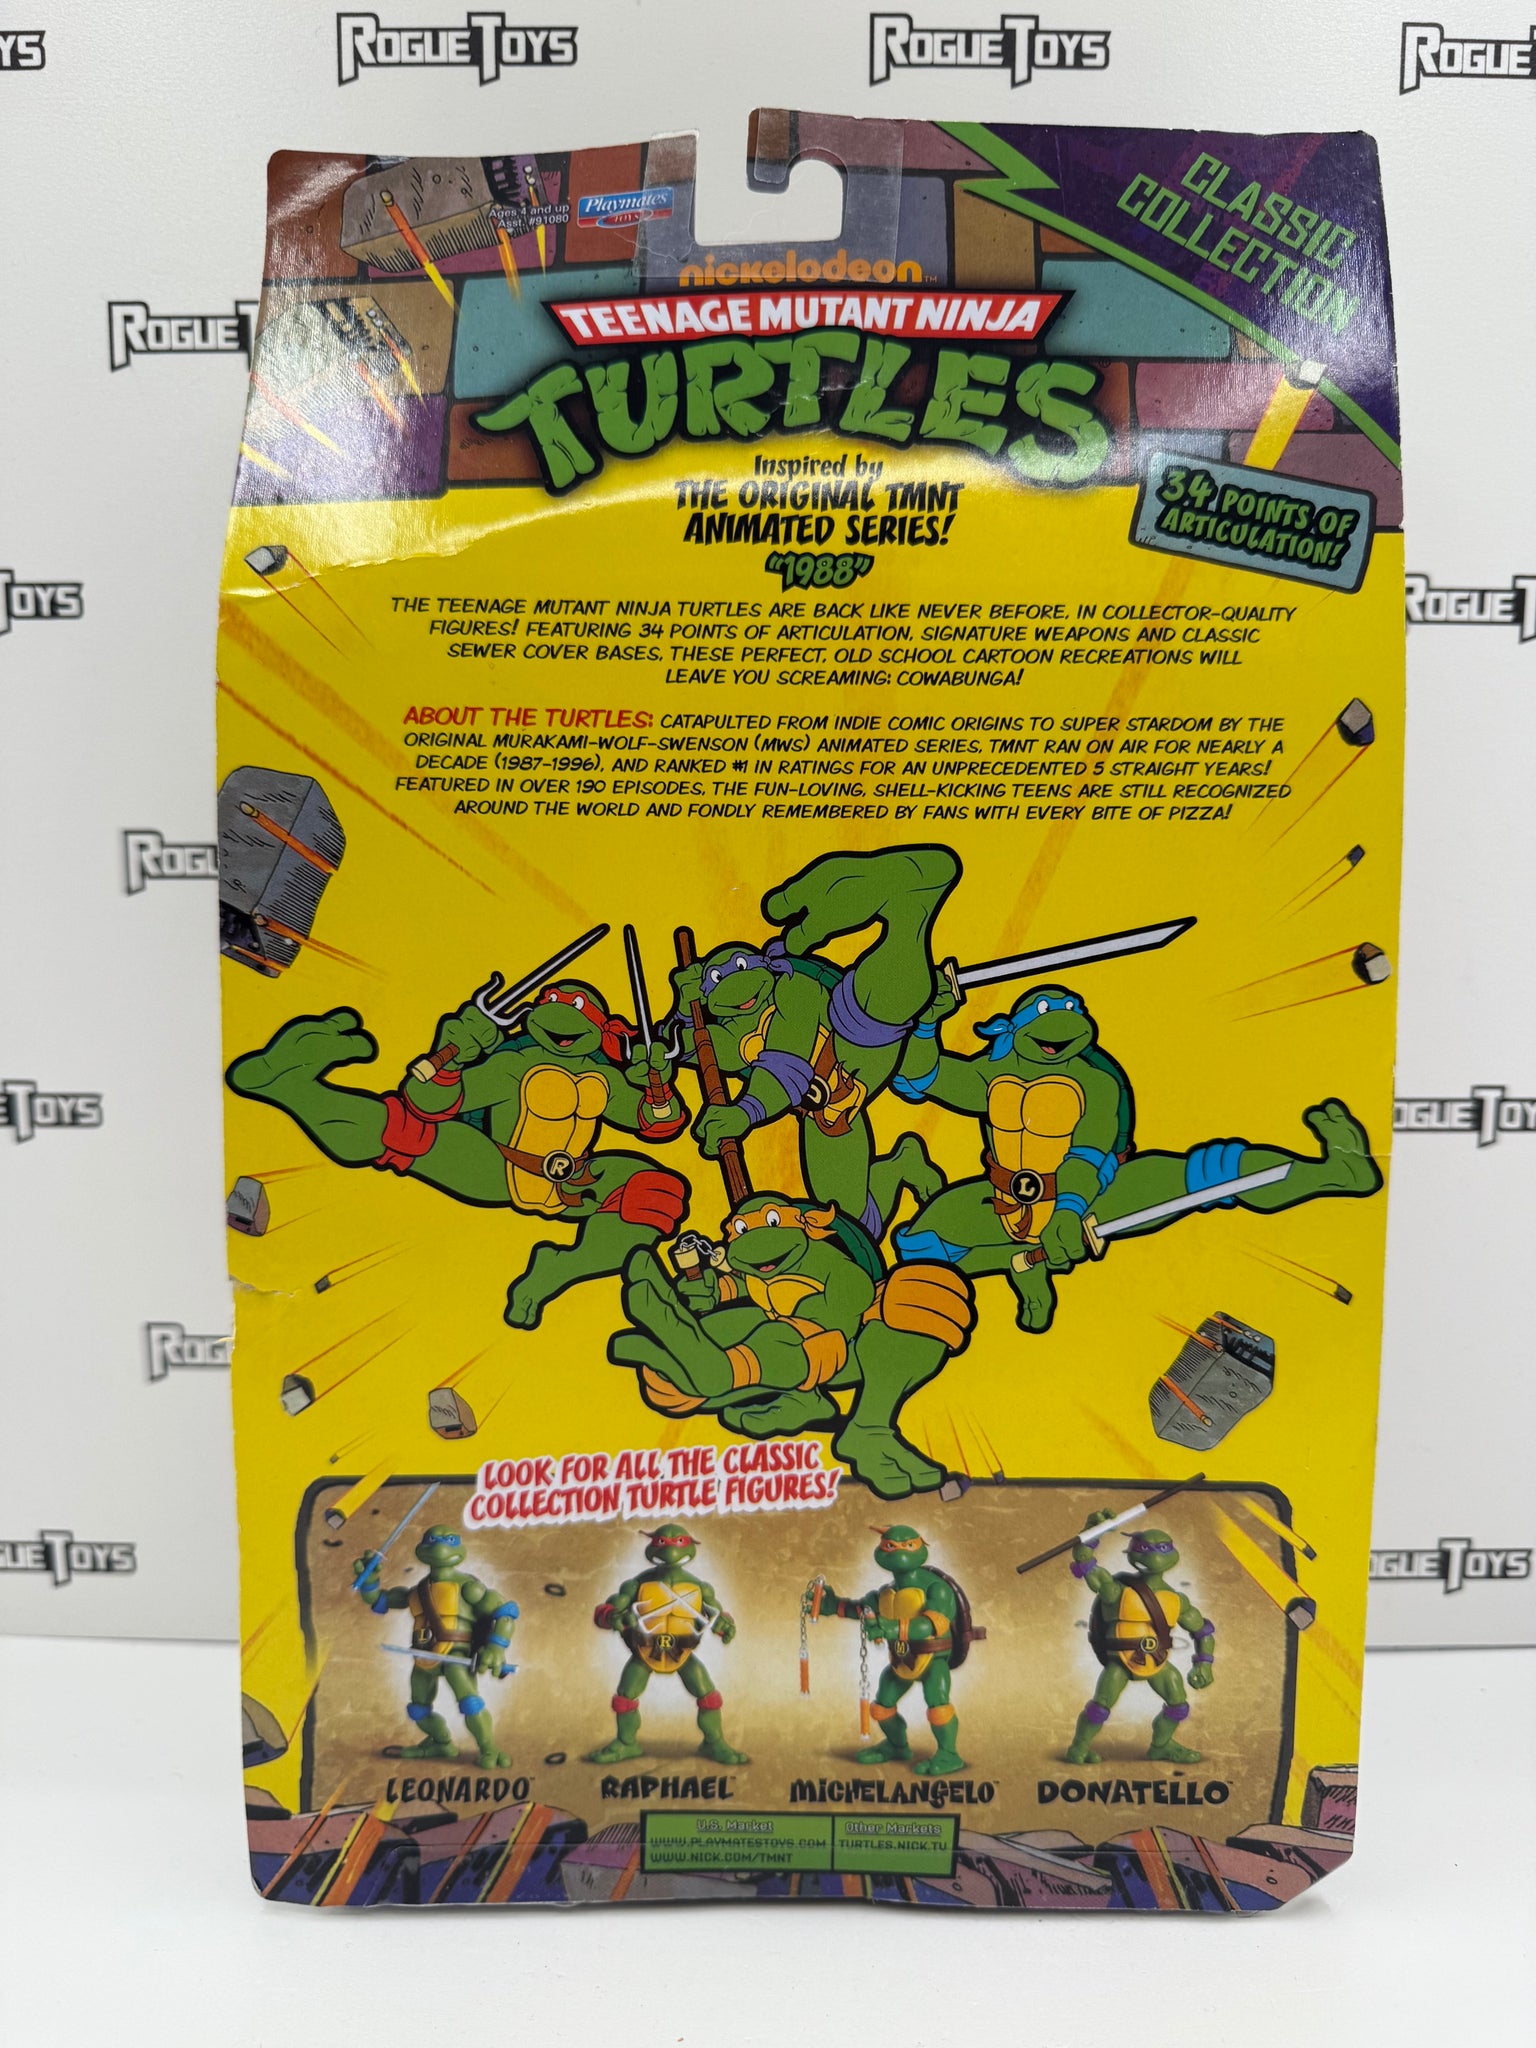 ROGUE TOYS
ROGUE TOYS
CLASSIC
COLLECTION
Ages 4 and up
Asst. #91080
Playmates
TOYS
nickelodeon™
TEENAGE MUTANT NINJA
TURTLES
Inspired by
THE ORIGINAL TMNT
ANIMATED SERIES!
"1988"
34 POINTS OF
ARTICULATION!
THE TEENAGE MUTANT NINJA TURTLES ARE BACK LIKE NEVER BEFORE, IN COLLECTOR-QUALITY
FIGURES! FEATURING 34 POINTS OF ARTICULATION, SIGNATURE WEAPONS AND CLASSIC
SEWER COVER BASES, THESE PERFECT, OLD SCHOOL CARTOON RECREATIONS WILL
LEAVE YOU SCREAMING: COWABUNGA!
ABOUT THE TURTLES: CATAPULTED FROM INDIE COMIC ORIGINS TO SUPER STARDOM BY THE
ORIGINAL MURAKAMI-WOLF-SWENSON (MWS) ANIMATED SERIES, TMNT RAN ON AIR FOR NEARLY A
DECADE (1987-1996), AND RANKED #1 IN RATINGS FOR AN UNPRECEDENTED 5 STRAIGHT YEARS!
FEATURED IN OVER 190 EPISODES, THE FUN-LOVING, SHELL-KICKING TEENS ARE STILL RECOGNIZED
AROUND THE WORLD AND FONDLY REMEMBERED BY FANS WITH EVERY BITE OF PIZZA!
D
R
L
LOOK FOR ALL THE CLASSIC
COLLECTION TURTLE FIGURES!
L
R
M
D
LEONARDO™
RAPHAEL™
MICHELANGELO™
DONATELLO™
U.S. Market
WWW.PLAYMATESTOYS.COM
WWW.NICK.COM/TMNT
Other Markets
TURTLES.NICK.TV